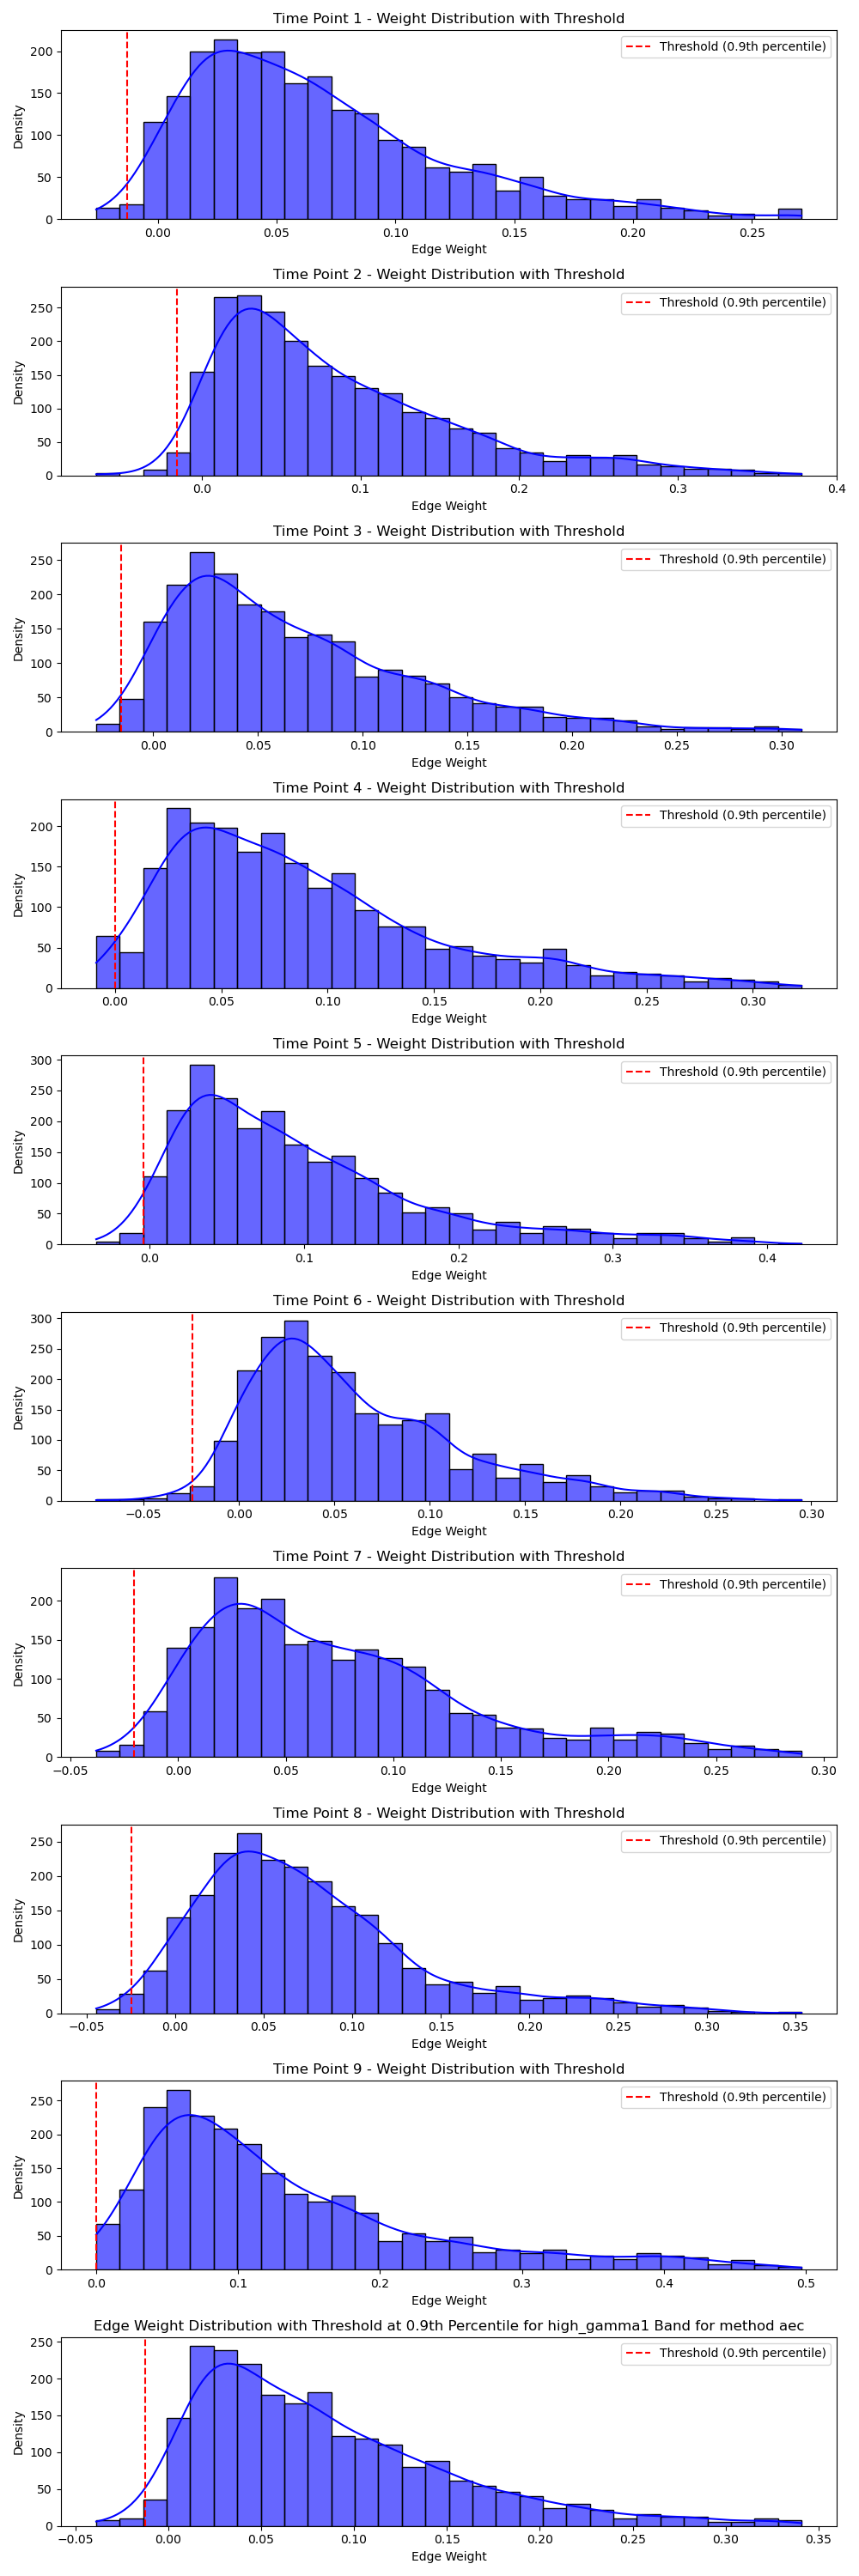 Time Point 1 - Weight Distribution with Threshold
Threshold (0.9th percentile)
Density
200
150
100
50
0
0.00 0.05 0.10 0.15 0.20 0.25
Edge Weight
Time Point 2 - Weight Distribution with Threshold
Threshold (0.9th percentile)
Density
250
200
150
100
50
0
0.0 0.1 0.2 0.3 0.4
Edge Weight
Time Point 3 - Weight Distribution with Threshold
Threshold (0.9th percentile)
Density
250
200
150
100
50
0
0.00 0.05 0.10 0.15 0.20 0.25 0.30
Edge Weight
Time Point 4 - Weight Distribution with Threshold
Threshold (0.9th percentile)
Density
200
150
100
50
0
0.00 0.05 0.10 0.15 0.20 0.25 0.30
Edge Weight
Time Point 5 - Weight Distribution with Threshold
Threshold (0.9th percentile)
Density
300
250
200
150
100
50
0
0.0 0.1 0.2 0.3 0.4
Edge Weight
Time Point 6 - Weight Distribution with Threshold
Threshold (0.9th percentile)
Density
300
250
200
150
100
50
0
−0.05 0.00 0.05 0.10 0.15 0.20 0.25 0.30
Edge Weight
Time Point 7 - Weight Distribution with Threshold
Threshold (0.9th percentile)
Density
200
150
100
50
0
−0.05 0.00 0.05 0.10 0.15 0.20 0.25 0.30
Edge Weight
Time Point 8 - Weight Distribution with Threshold
Threshold (0.9th percentile)
Density
250
200
150
100
50
0
−0.05 0.00 0.05 0.10 0.15 0.20 0.25 0.30 0.35
Edge Weight
Time Point 9 - Weight Distribution with Threshold
Threshold (0.9th percentile)
Density
250
200
150
100
50
0
0.0 0.1 0.2 0.3 0.4 0.5
Edge Weight
Edge Weight Distribution with Threshold at 0.9th Percentile for high_gamma1 Band for method aec
Threshold (0.9th percentile)
Density
250
200
150
100
50
0
−0.05 0.00 0.05 0.10 0.15 0.20 0.25 0.30 0.35
Edge Weight